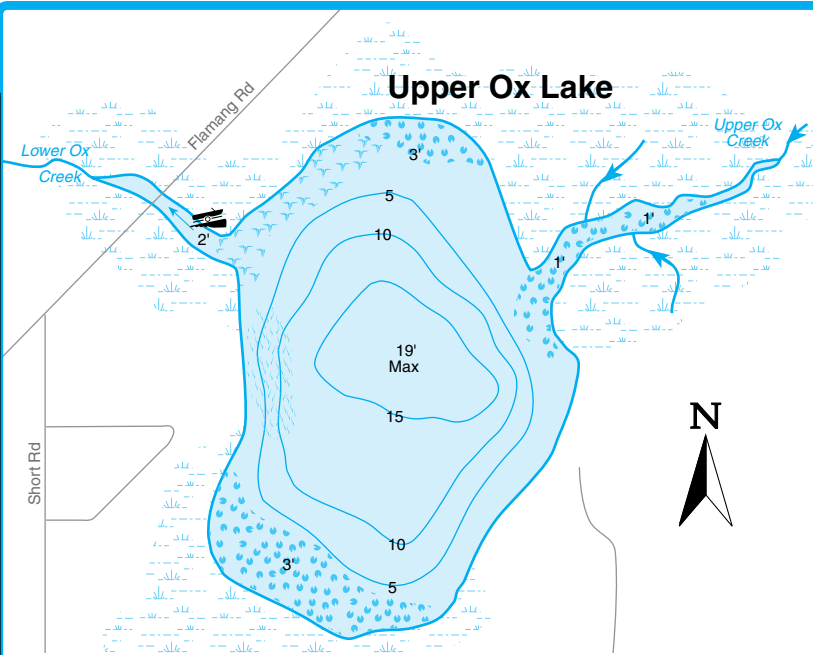 Upper Ox Lake
Flamang Rd
Upper Ox
Creek
Lower Ox
Creek
3'
5
1'
10
2'
1'
19'
Max
15
N
Short Rd
10
3'
5